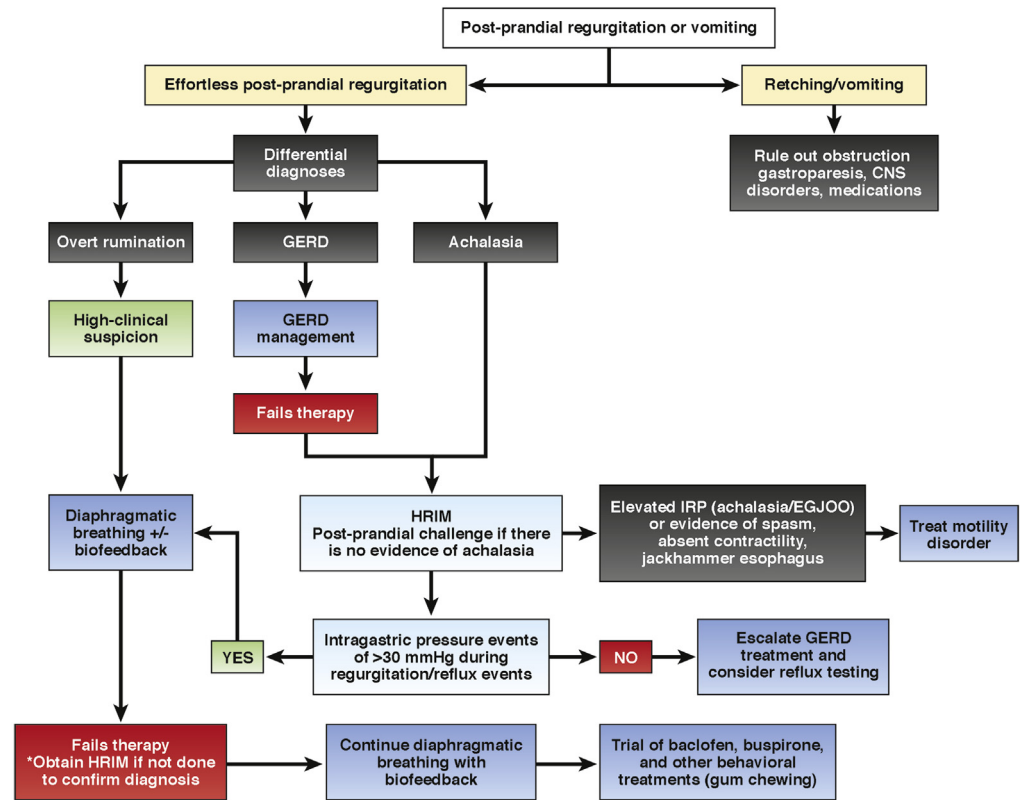 Post-prandial regurgitation or vomiting
Effortless post-prandial regurgitation
Retching/vomiting
Differential
diagnoses
Rule out obstruction
gastroparesis, CNS
disorders, medications
Overt rumination
GERD
Achalasia
High-clinical
suspicion
GERD
management
Fails therapy
Diaphragmatic
breathing +/-
biofeedback
HRIM
Post-prandial challenge if there
is no evidence of achalasia
Elevated IRP (achalasia/EGJOO)
or evidence of spasm,
absent contractility,
jackhammer esophagus
Treat motility
disorder
YES
Intragastric pressure events
of >30 mmHg during
regurgitation/reflux events
NO
Escalate GERD
treatment and
consider reflux testing
Fails therapy
*Obtain HRIM if not done
to confirm diagnosis
Continue diaphragmatic
breathing with
biofeedback
Trial of baclofen, buspirone,
and other behavioral
treatments (gum chewing)